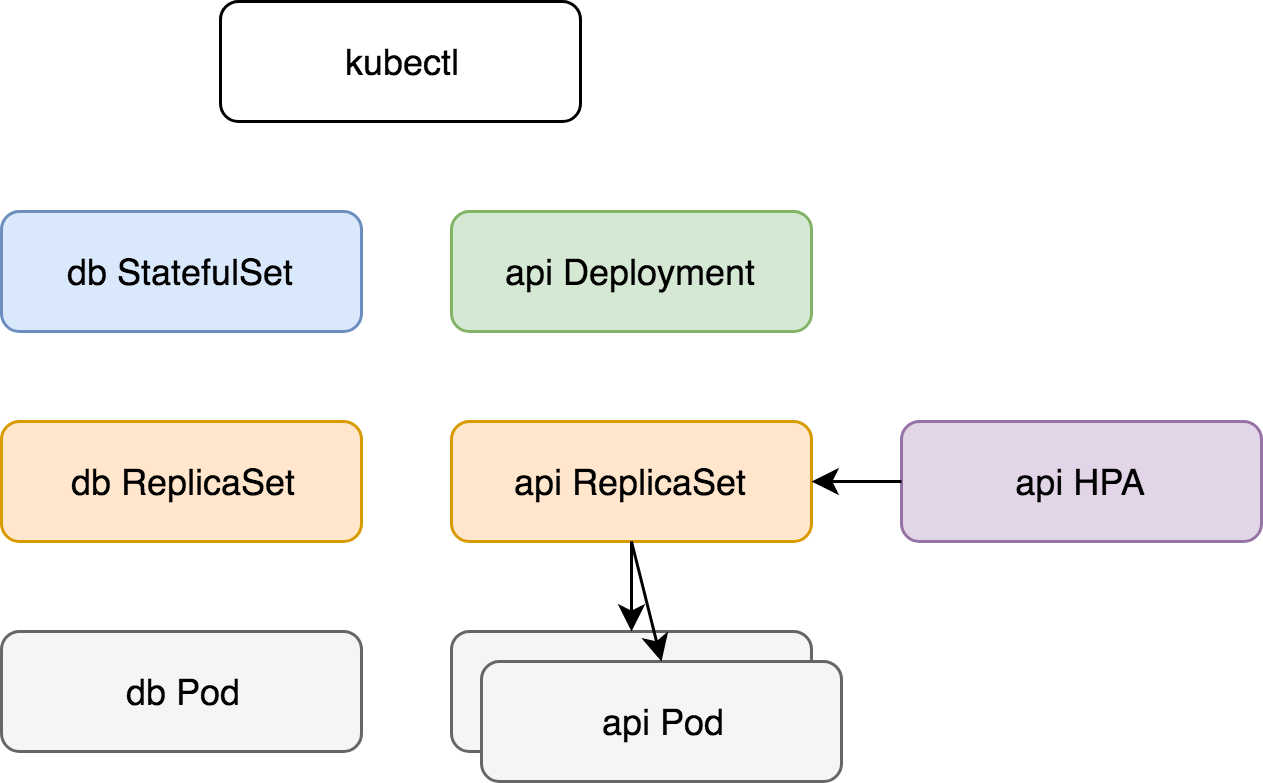 kubectl
db StatefulSet
api Deployment
db ReplicaSet
api ReplicaSet
api HPA
db Pod
api Pod